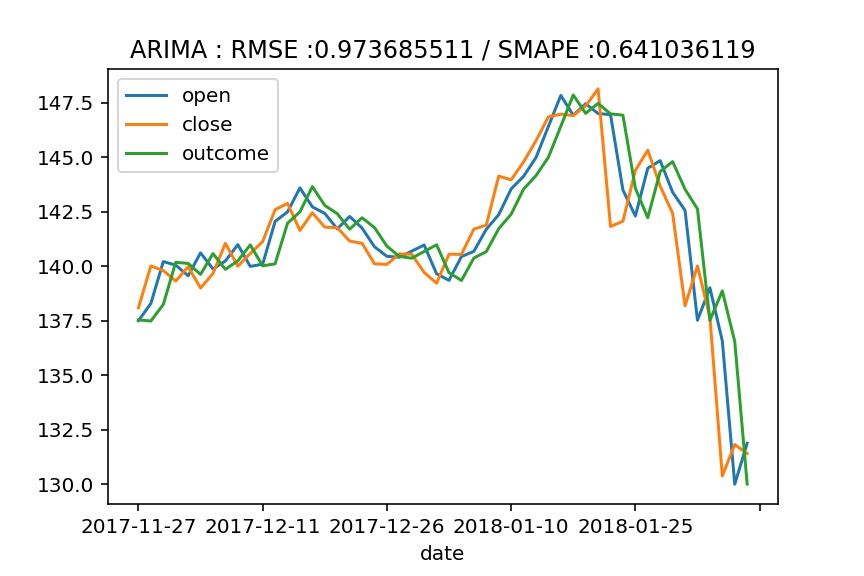 ARIMA : RMSE :0.973685511 / SMAPE :0.641036119
open
close
outcome
147.5
145.0
142.5
140.0
137.5
135.0
132.5
130.0
2017-11-27 2017-12-11 2017-12-26 2018-01-10 2018-01-25
date